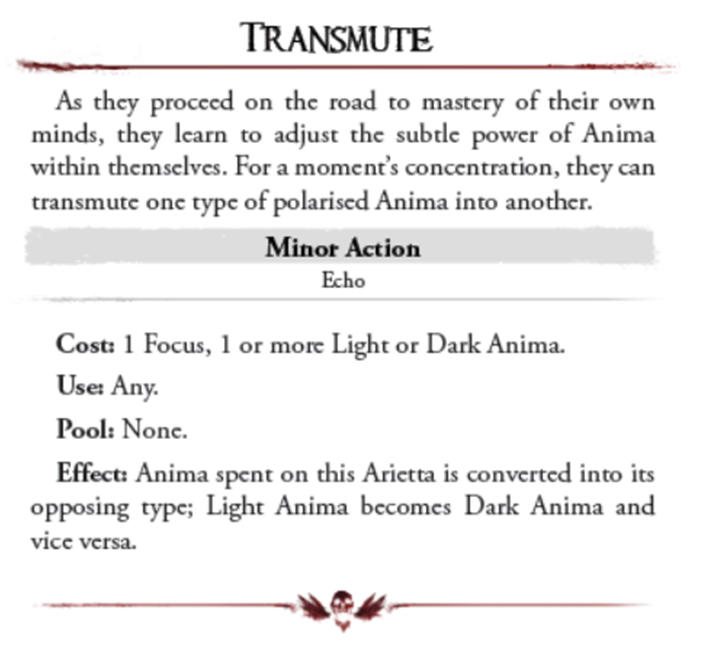 TRANSMUTE
As they proceed on the road to mastery of their own
minds, they learn to adjust the subtle power of Anima
within themselves. For a moment's concentration, they can
transmute one type of polarised Anima into another.
Minor Action
Echo
Cost: 1 Focus, 1 or more Light or Dark Anima.
Use: Any.
Pool: None.
Effect: Anima spent on this Arietta is converted into its
opposing type; Light Anima becomes Dark Anima and
vice versa.